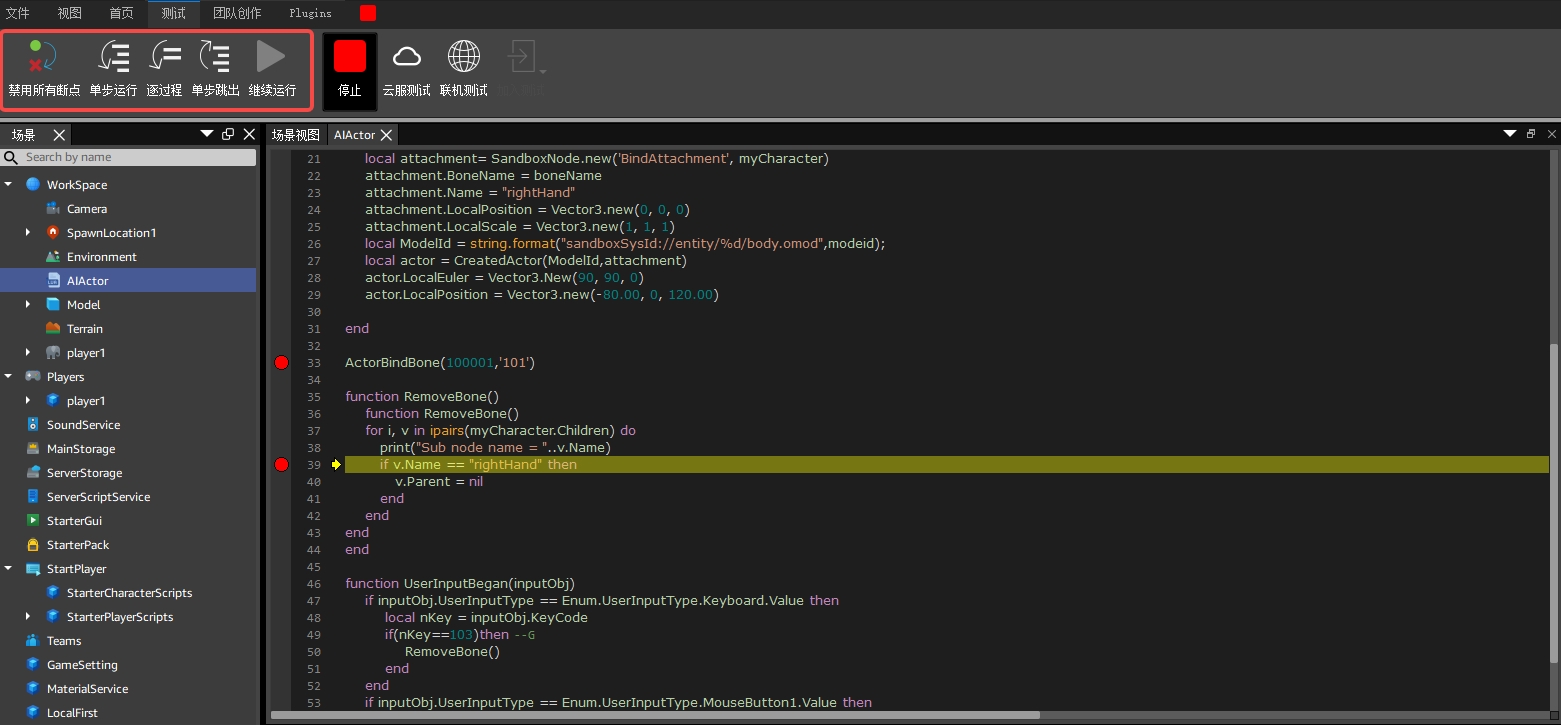 文件 视图 首页 测试 团队创作 Plugins
禁用所有断点 单步运行 逐过程 单步跳出 继续运行 停止 云服测试 联机测试
场景
Search by name
WorkSpace
Camera
SpawnLocation1
Environment
AIActor
Model
Terrain
player1
Players
player1
SoundService
MainStorage
ServerStorage
ServerScriptService
StarterGui
StarterPack
StartPlayer
StarterCharacterScripts
StarterPlayerScripts
Teams
GameSetting
MaterialService
LocalFirst
场景视图 AIActor
21 local attachment= SandboxNode.new('BindAttachment', myCharacter)
22 attachment.BoneName = boneName
23 attachment.Name = "rightHand"
24 attachment.LocalPosition = Vector3.new(0, 0, 0)
25 attachment.LocalScale = Vector3.new(1, 1, 1)
26 local ModelId = string.format("sandboxSysId://entity/%d/body.omod",modeid);
27 local actor = CreatedActor(ModelId,attachment)
28 actor.LocalEuler = Vector3.New(90, 90, 0)
29 actor.LocalPosition = Vector3.new(-80.00, 0, 120.00)
30
31 end
32
33 ActorBindBone(100001,'101')
34
35 function RemoveBone()
36 function RemoveBone()
37 for i, v in ipairs(myCharacter.Children) do
38 print("Sub node name = "..v.Name)
39 if v.Name == "rightHand" then
40 v.Parent = nil
41 end
42 end
43 end
44 end
45
46 function UserInputBegan(inputObj)
47 if inputObj.UserInputType == Enum.UserInputType.Keyboard.Value then
48 local nKey = inputObj.KeyCode
49 if(nKey==103)then --G
50 RemoveBone()
51 end
52 end
53 if inputObj.UserInputType == Enum.UserInputType.MouseButton1.Value then